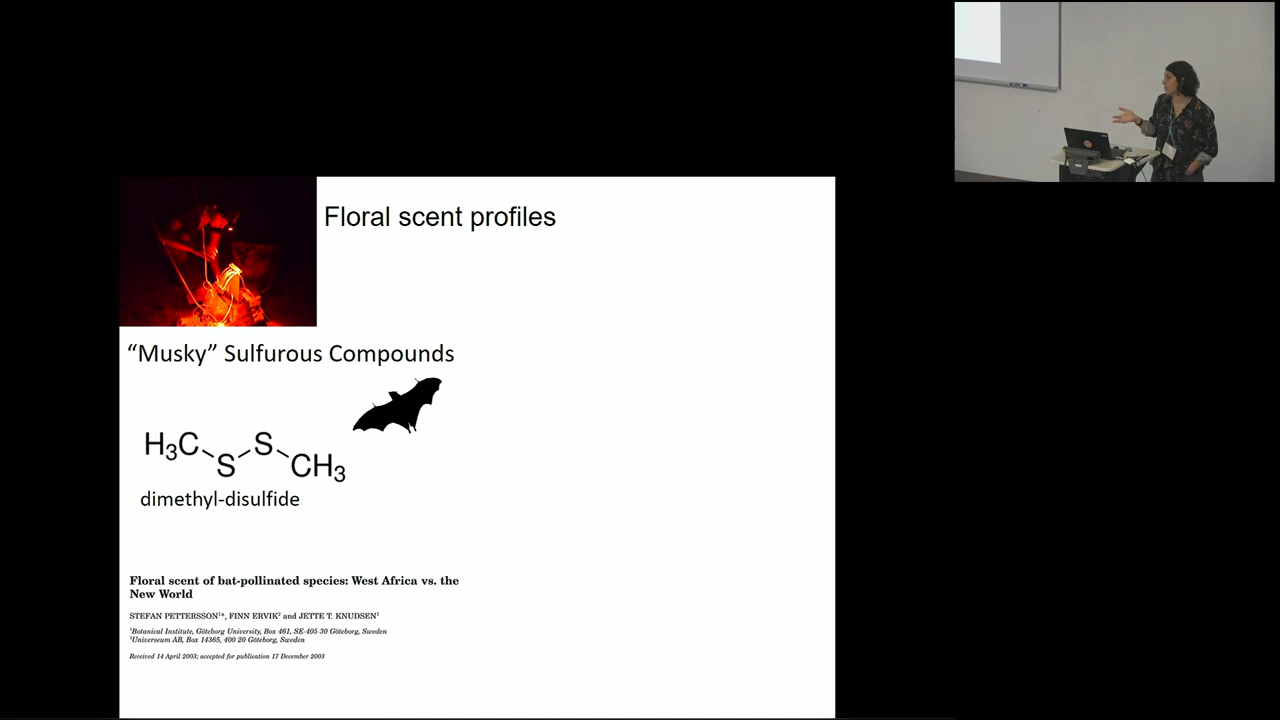 Floral scent profiles
“Musky” Sulfurous Compounds
H₃C
S
S
CH₃
dimethyl-disulfide
Floral scent of bat-pollinated species: West Africa vs. the
New World
STEFAN PETTERSSON¹*, FINN ERVIK² and JETTE T. KNUDSEN¹
¹Botanical Institute, Göteborg University, Box 461, SE-405 30 Göteborg, Sweden
²Universeum AB, Box 14365, 400 20 Göteborg, Sweden
Received 14 April 2003; accepted for publication 17 December 2003